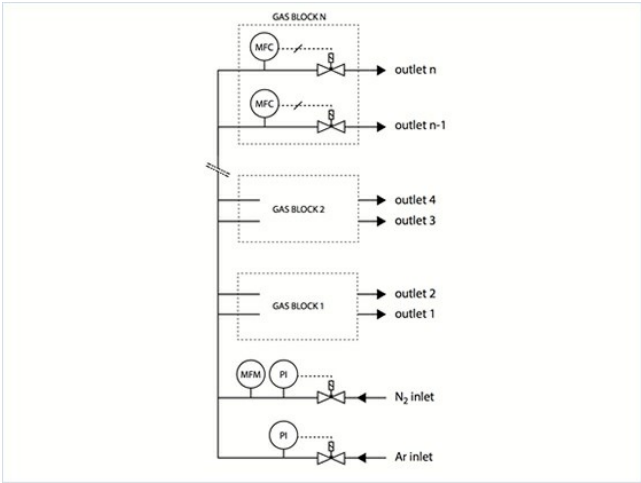 GAS BLOCK N
MFC
outlet n
MFC
outlet n-1
outlet 4
GAS BLOCK 2
outlet 3
outlet 2
GAS BLOCK 1
outlet 1
MFM PI
N₂ inlet
PI
Ar inlet